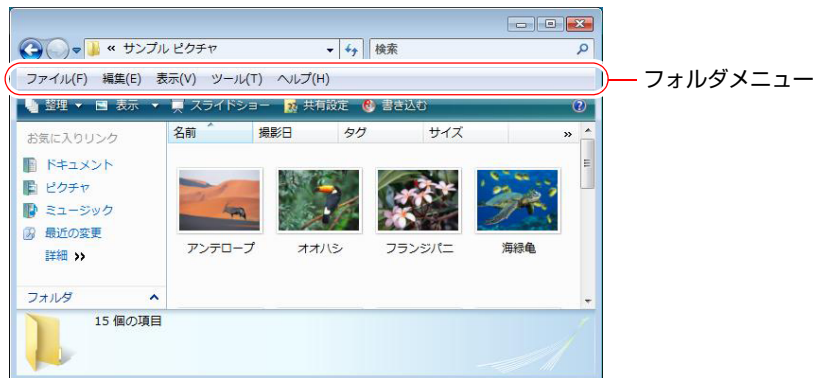 « サンプル ピクチャ
検索
ファイル(F) 編集(E) 表示(V) ツール(T) ヘルプ(H)
フォルダメニュー
整理 表示 スライドショー 共有設定 書き込む
お気に入りリンク
名前 撮影日 タグ サイズ »
ドキュメント
ピクチャ
ミュージック
最近の変更
詳細 »
アンテロープ オオハシ フランジパニ 海緑亀
フォルダ
15 個の項目